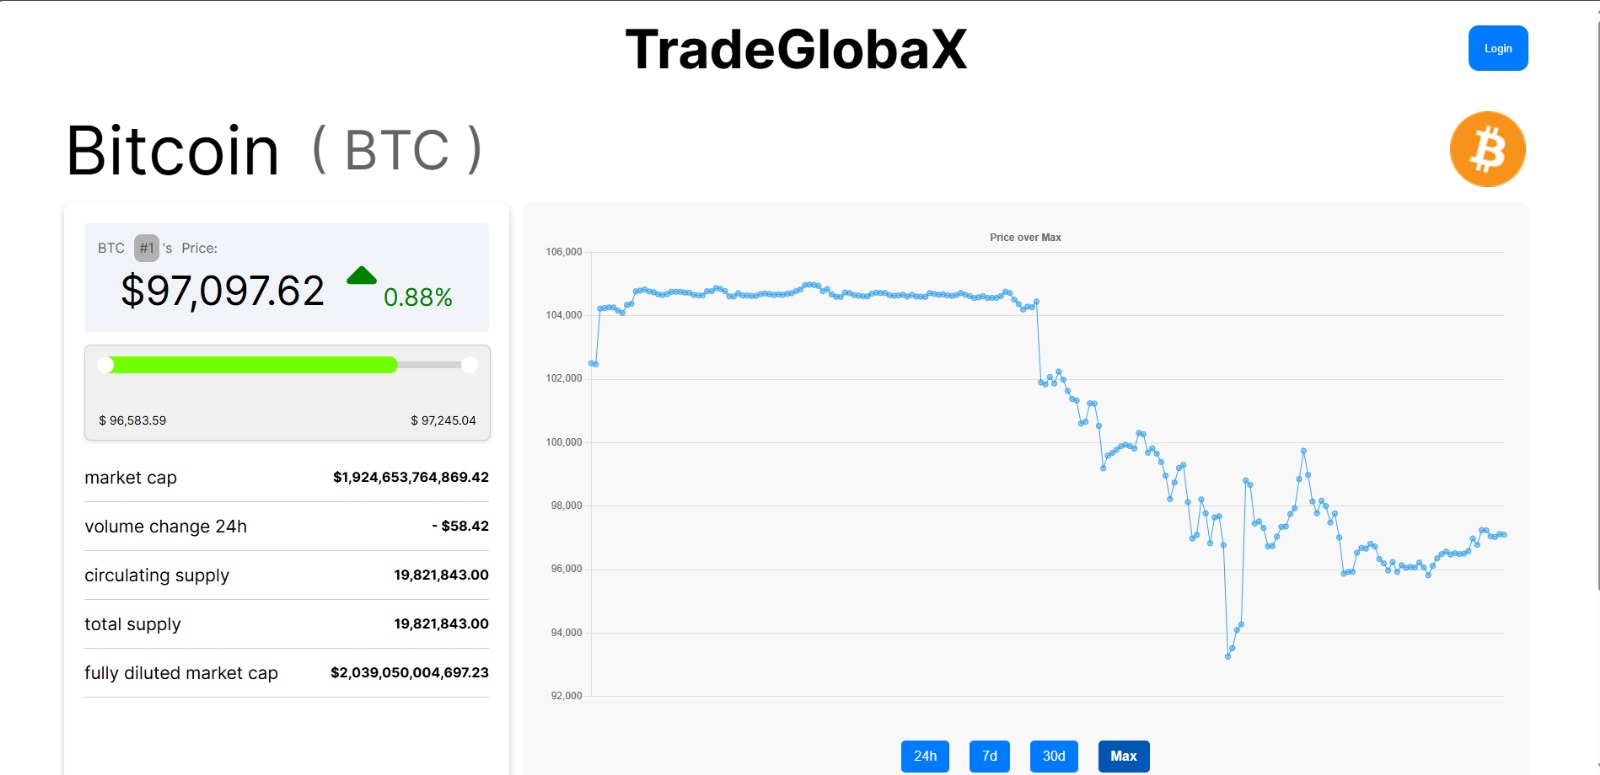 TradeGlobaX
Login
Bitcoin ( BTC )
BTC #1 's Price:
$97,097.62 0.88%
$ 96,583.59 $ 97,245.04
market cap $1,924,653,764,869.42
volume change 24h - $58.42
circulating supply 19,821,843.00
total supply 19,821,843.00
fully diluted market cap $2,039,050,004,697.23
Price over Max
106,000
104,000
102,000
100,000
98,000
96,000
94,000
92,000
24h 7d 30d Max